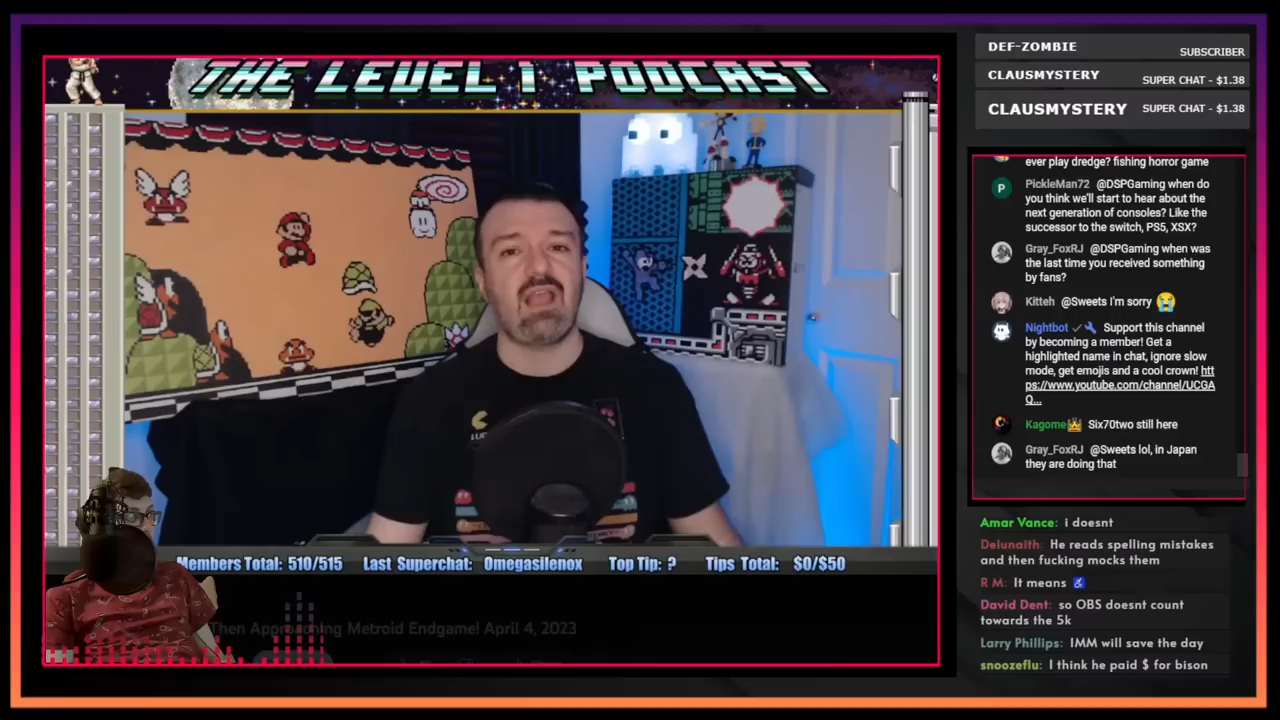 THE LEVEL 1 PODCAST
Members Total: 510/515 Last Superchat: Omegasilenox Top Tip: ? Tips Total: $0/$50
Then Approaching Metroid Endgame! April 4, 2023
DEF-ZOMBIE SUBSCRIBER
CLAUSMYSTERY SUPER CHAT - $1.38
CLAUSMYSTERY SUPER CHAT - $1.38
ever play dredge? fishing horror game
P PickleMan72 @DSPGaming when do
you think we'll start to hear about the
next generation of consoles? Like the
successor to the switch, PS5, XSX?
Gray_FoxRJ @DSPGaming when was
the last time you received something
by fans?
Kitteh @Sweets I'm sorry 😭
Nightbot Support this channel
by becoming a member! Get a
highlighted name in chat, ignore slow
mode, get emojis and a cool crown! htt
ps://www.youtube.com/channel/UCGA
Q...
Kagome Six70two still here
Gray_FoxRJ @Sweets lol, in Japan
they are doing that
Amar Vance: i doesnt
Delunaith: He reads spelling mistakes
and then fucking mocks them
R M: It means ♿
David Dent: so OBS doesnt count
towards the 5k
Larry Phillips: IMM will save the day
snoozeflu: I think he paid $ for bison